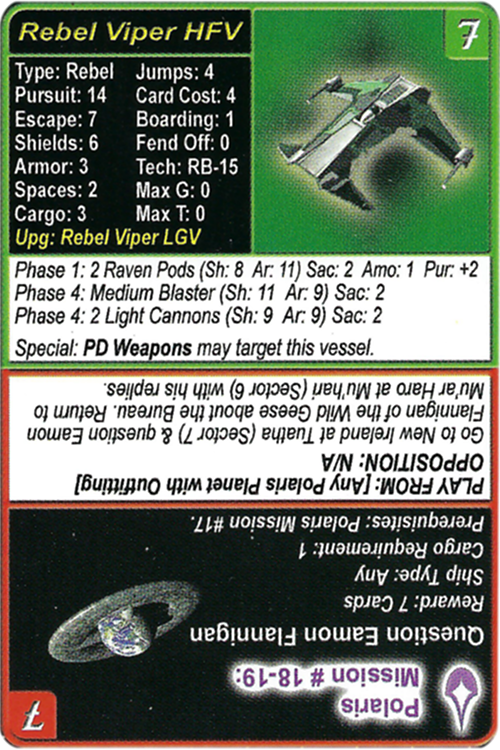 Rebel Viper HFV
7
Type: Rebel Jumps: 4
Pursuit: 14 Card Cost: 4
Escape: 7 Boarding: 1
Shields: 6 Fend Off: 0
Armor: 3 Tech: RB-15
Spaces: 2 Max G: 0
Cargo: 3 Max T: 0
Upg: Rebel Viper LGV
Phase 1: 2 Raven Pods (Sh: 8 Ar: 11) Sac: 2 Amo: 1 Pur: +2
Phase 4: Medium Blaster (Sh: 11 Ar: 9) Sac: 2
Phase 4: 2 Light Cannons (Sh: 9 Ar: 9) Sac: 2
Special: PD Weapons may target this vessel.
7
Polaris
Mission # 18-19:
Question Eamon Flannigan
Reward: 7 Cards
Ship Type: Any
Cargo Requirement: 1
Prerequisites: Polaris Mission #17.
PLAY FROM: [Any Polaris Planet with Outfitting]
OPPOSITION: N/A
Go to New Ireland at Tuatha (Sector 7) & question Eamon
Flannigan of the Wild Geese about the Bureau. Return to
Mu'ar Haro at Mu'hari (Sector 6) with his replies.